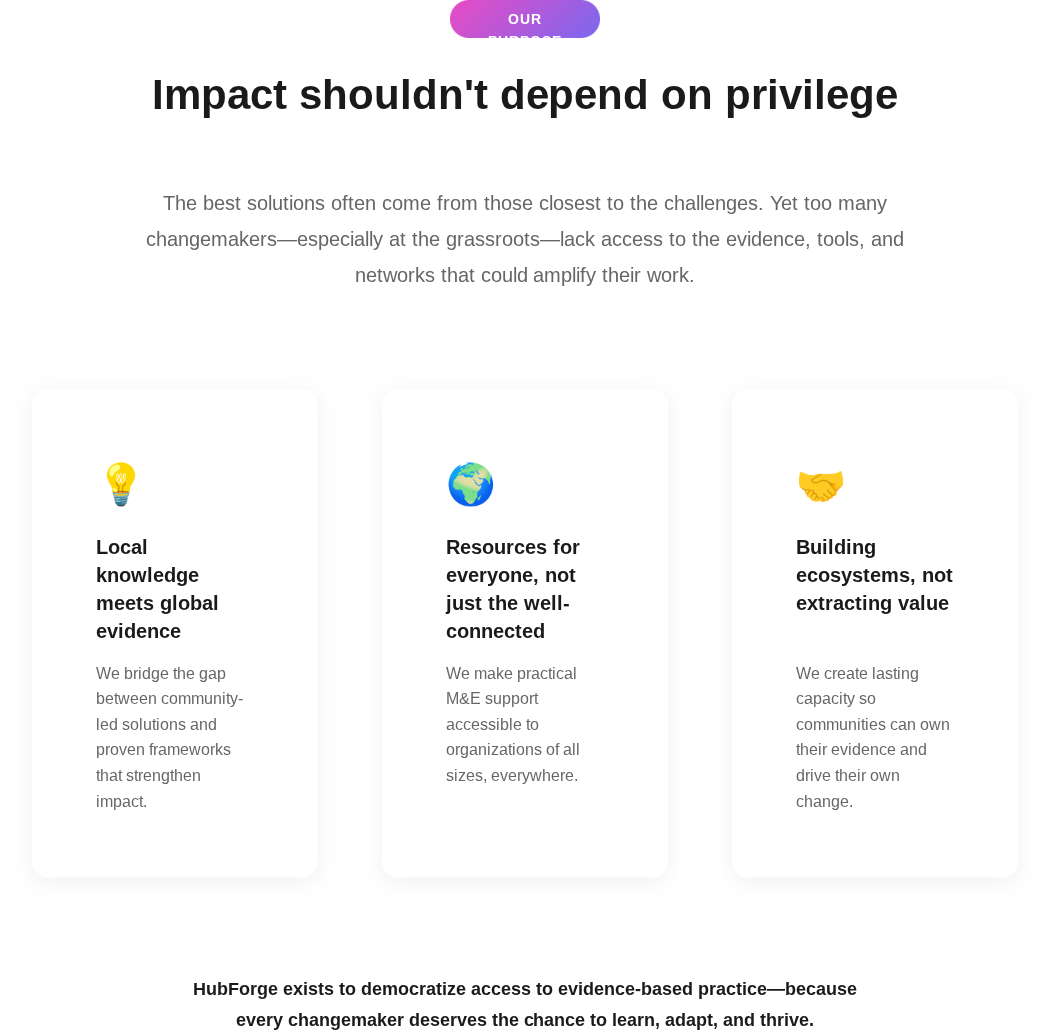 OUR
PURPOSE
Impact shouldn't depend on privilege
The best solutions often come from those closest to the challenges. Yet too many
changemakers—especially at the grassroots—lack access to the evidence, tools, and
networks that could amplify their work.
Local
knowledge
meets global
evidence
We bridge the gap
between community-
led solutions and
proven frameworks
that strengthen
impact.
Resources for
everyone, not
just the well-
connected
We make practical
M&E support
accessible to
organizations of all
sizes, everywhere.
Building
ecosystems, not
extracting value
We create lasting
capacity so
communities can own
their evidence and
drive their own
change.
HubForge exists to democratize access to evidence-based practice—because
every changemaker deserves the chance to learn, adapt, and thrive.